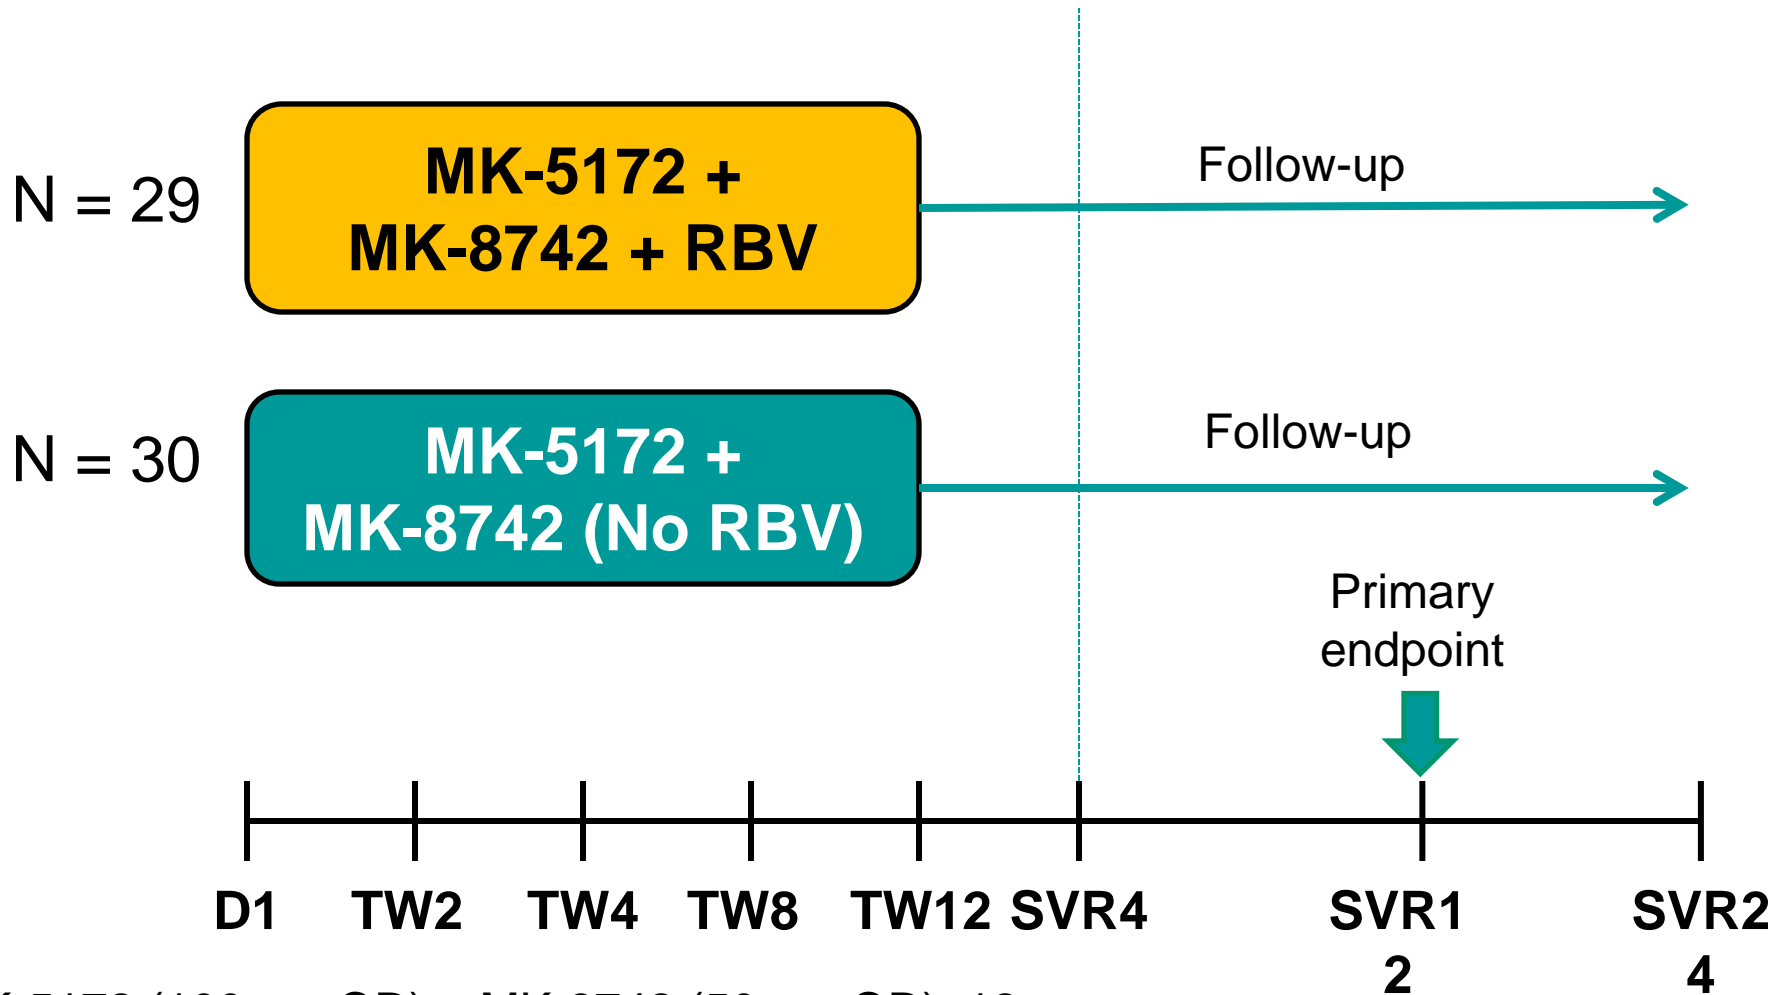 N = 29
MK-5172 +
MK-8742 + RBV
Follow-up
N = 30
MK-5172 +
MK-8742 (No RBV)
Follow-up
Primary
endpoint
D1 TW2 TW4 TW8 TW12 SVR4 SVR1 SVR2
2 4